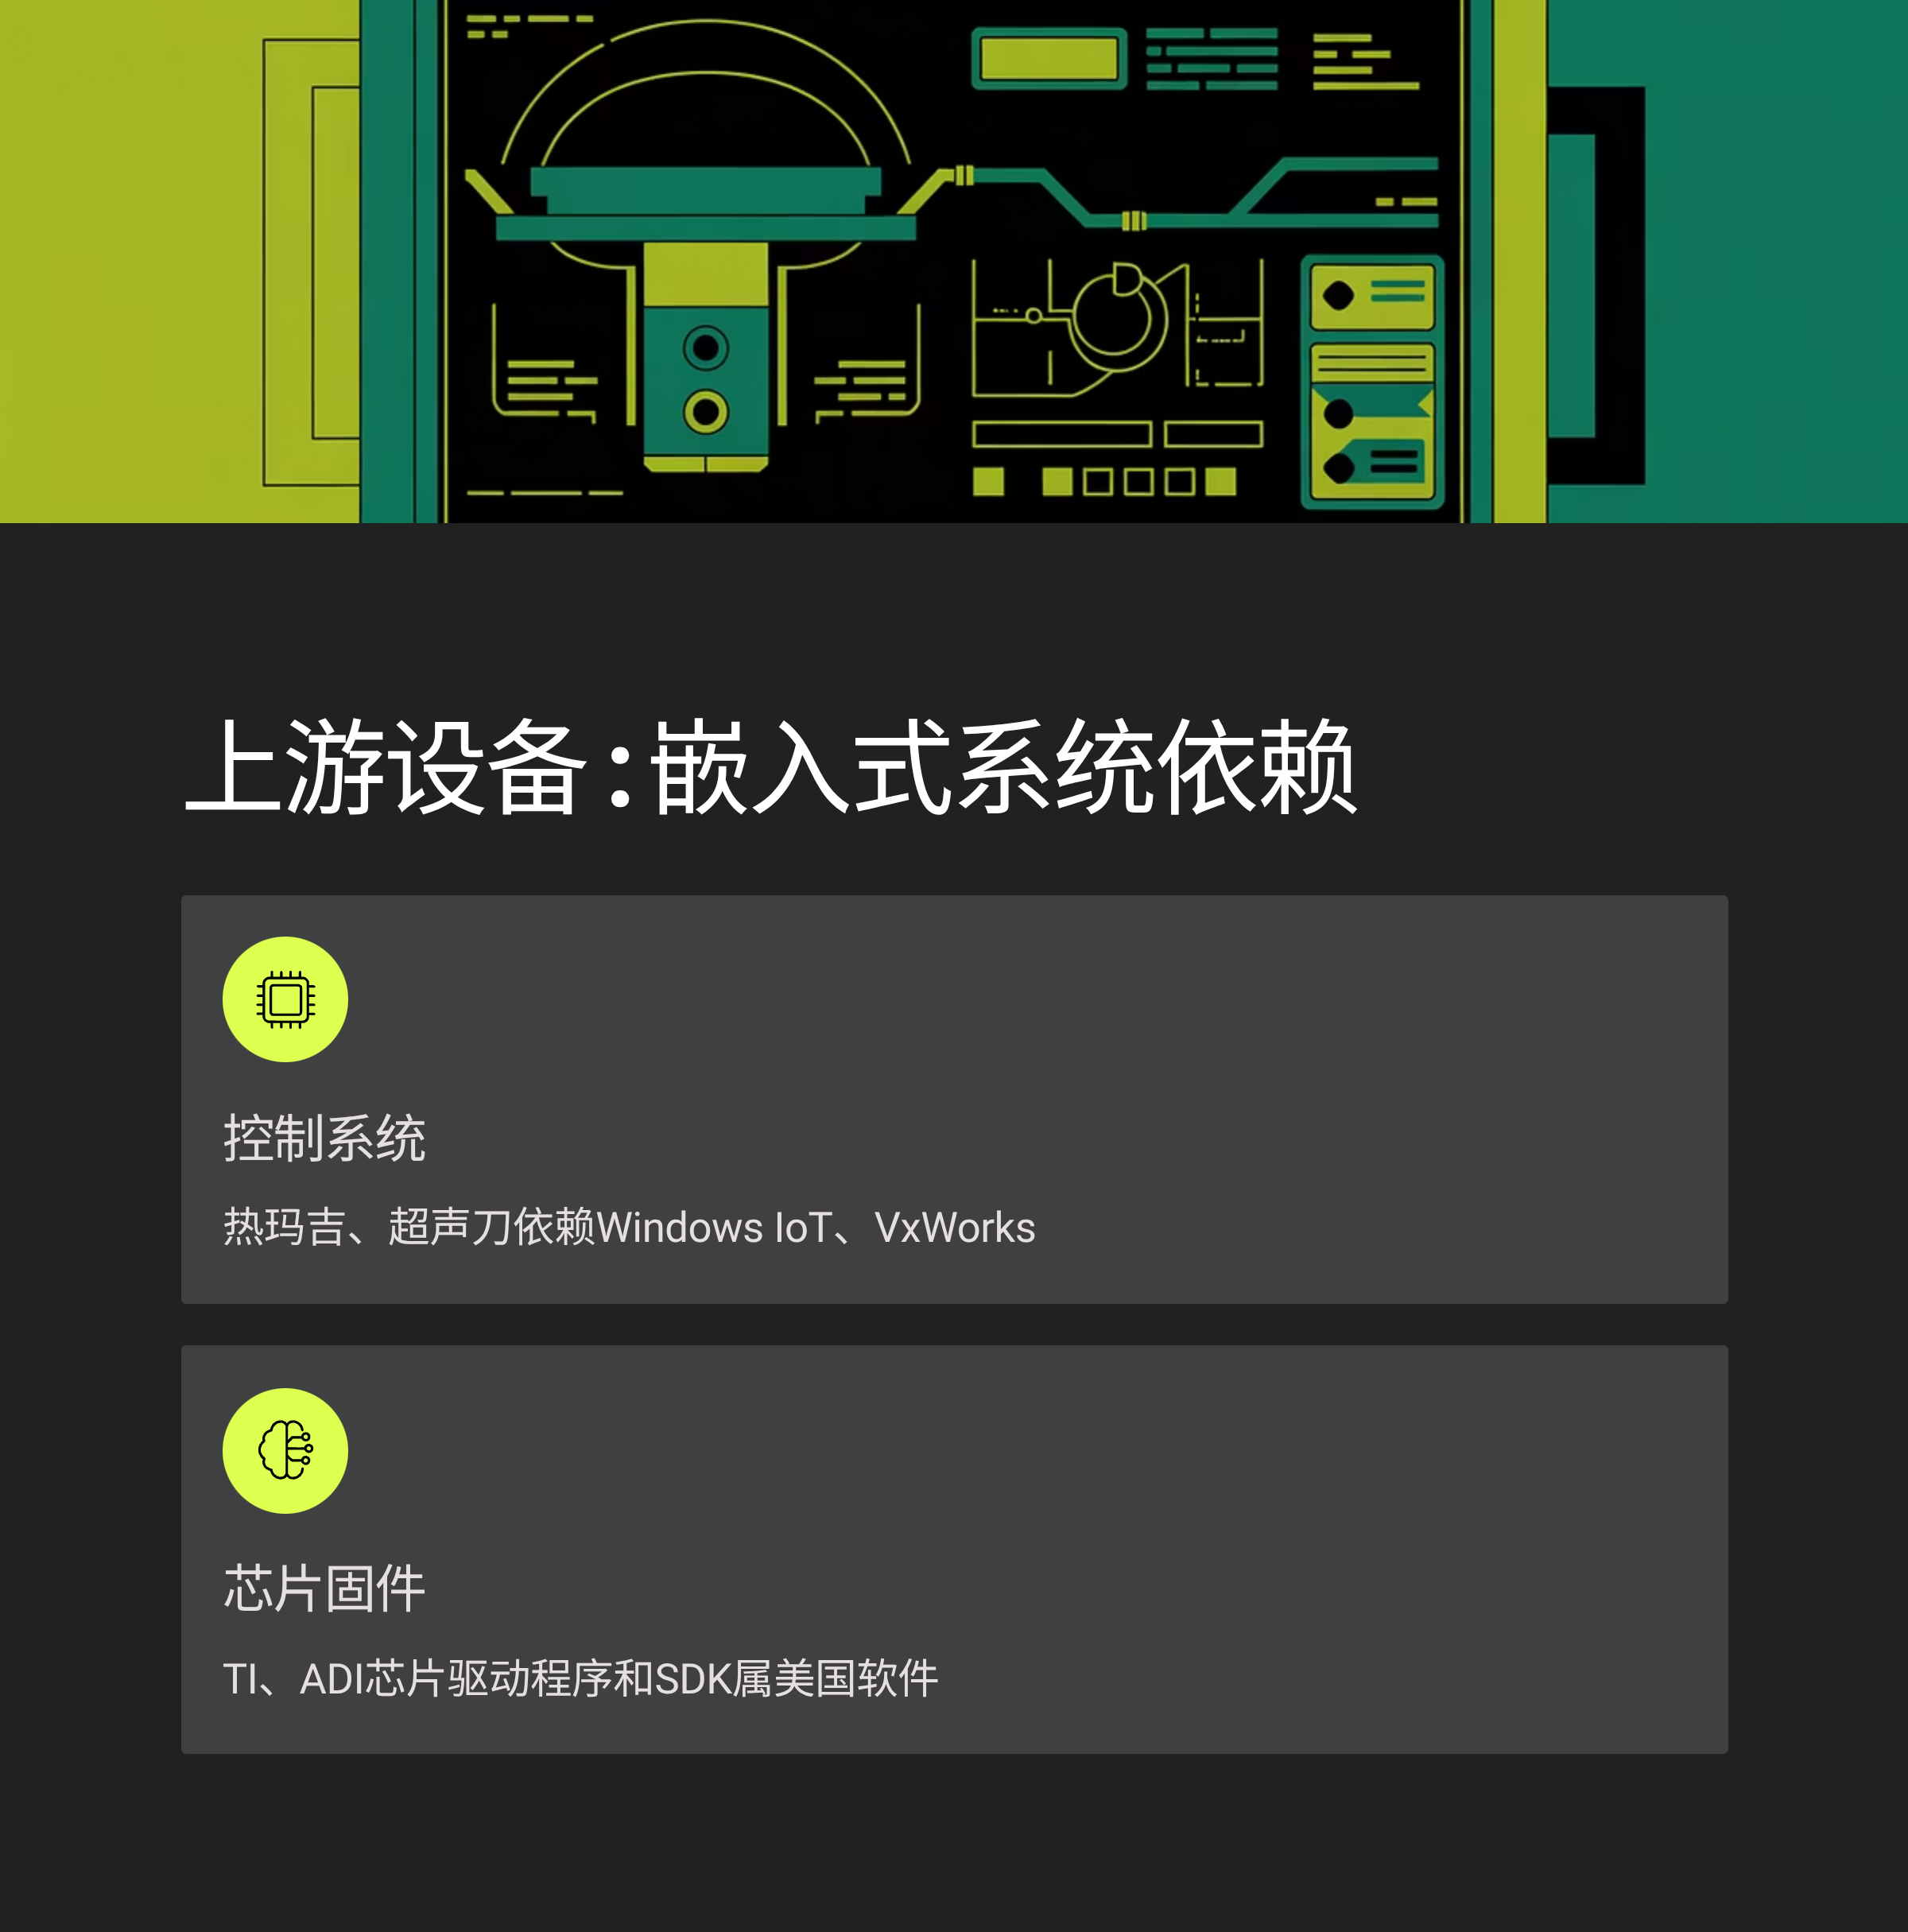 上游设备：嵌入式系统依赖
控制系统
热玛吉、超声刀依赖Windows IoT、VxWorks
芯片固件
TI、ADI芯片驱动程序和SDK属美国软件